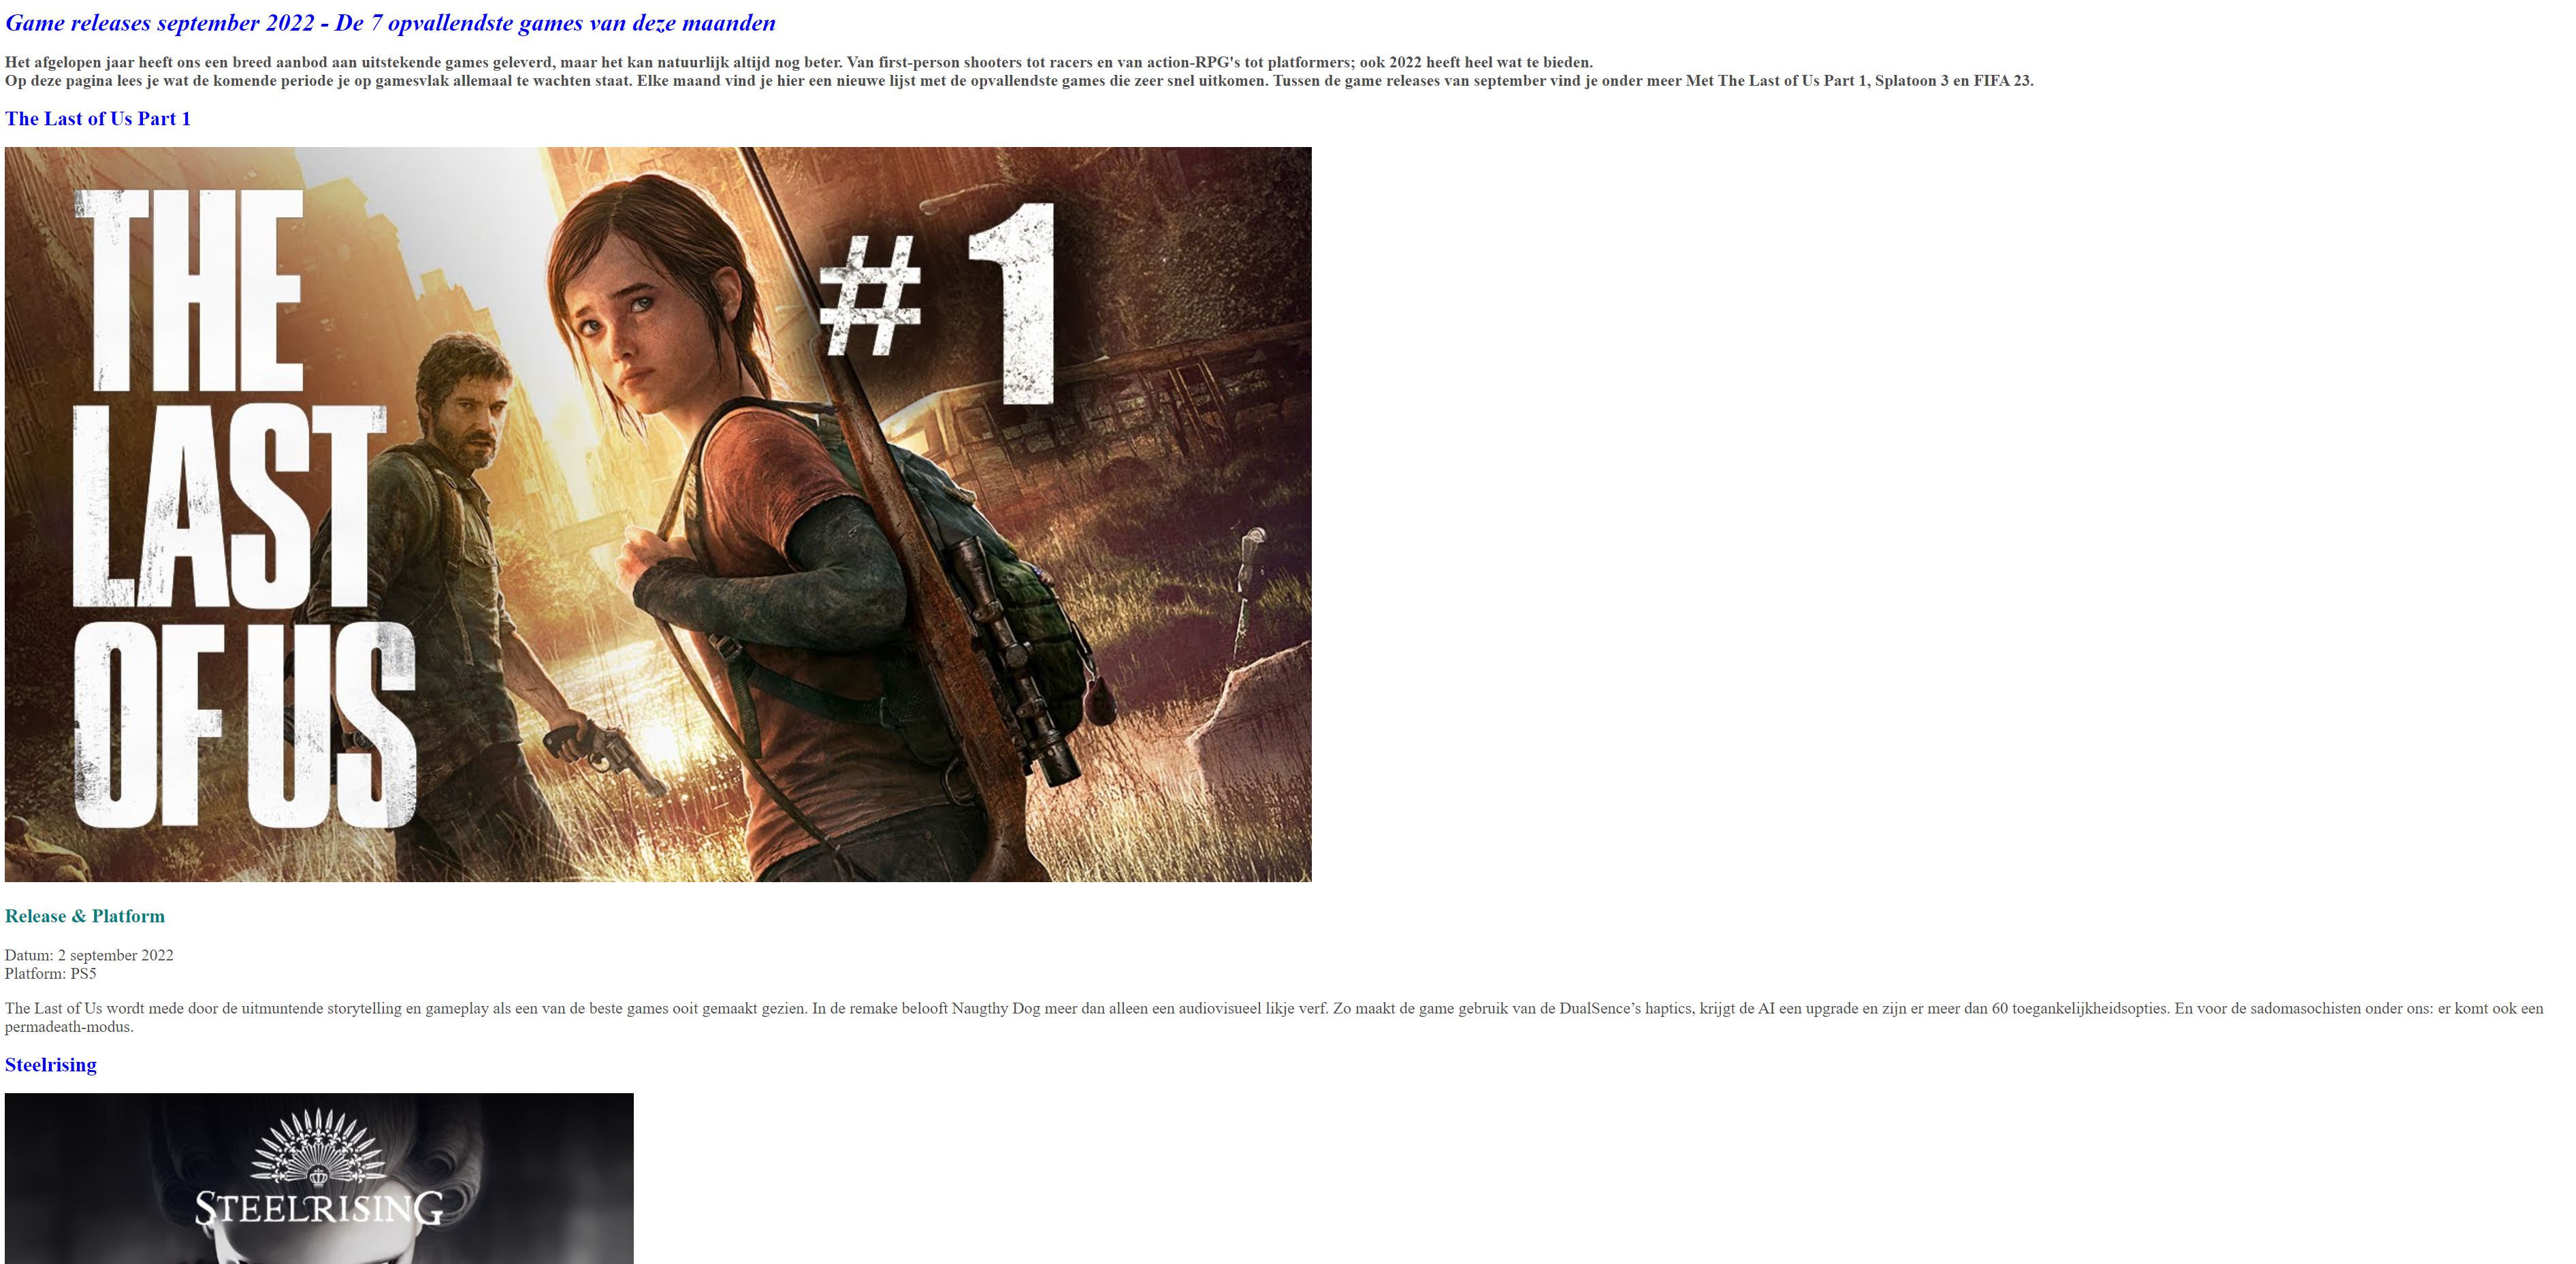 Game releases september 2022 - De 7 opvallendste games van deze maanden
Het afgelopen jaar heeft ons een breed aanbod aan uitstekende games geleverd, maar het kan natuurlijk altijd nog beter. Van first-person shooters tot racers en van action-RPG's tot platformers; ook 2022 heeft heel wat te bieden.
Op deze pagina lees je wat de komende periode je op gamesvlak allemaal te wachten staat. Elke maand vind je hier een nieuwe lijst met de opvallendste games die zeer snel uitkomen. Tussen de game releases van september vind je onder meer Met The Last of Us Part 1, Splatoon 3 en FIFA 23.
The Last of Us Part 1
THE
LAST
OF US
#1
Release & Platform
Datum: 2 september 2022
Platform: PS5
The Last of Us wordt mede door de uitmuntende storytelling en gameplay als een van de beste games ooit gemaakt gezien. In de remake belooft Naugthy Dog meer dan alleen een audiovisueel likje verf. Zo maakt de game gebruik van de DualSence’s haptics, krijgt de AI een upgrade en zijn er meer dan 60 toegankelijkheidsopties. En voor de sadomasochisten onder ons: er komt ook een
permadeath-modus.
Steelrising
STEELRISING